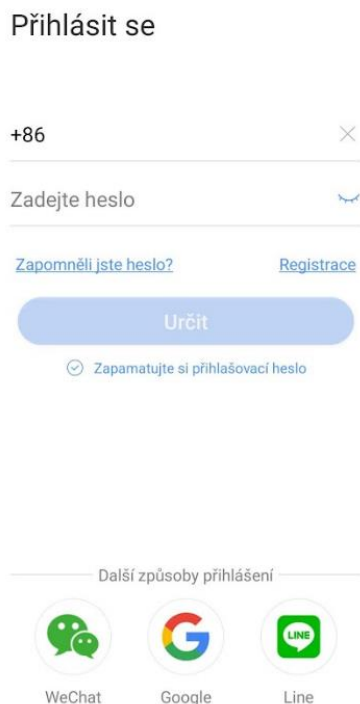 Přihlásit se
+86
Zadejte heslo
Zapomněli jste heslo? Registrace
Určit
Zapamatujte si přihlašovací heslo
Další způsoby přihlášení
LINE
WeChat Google Line